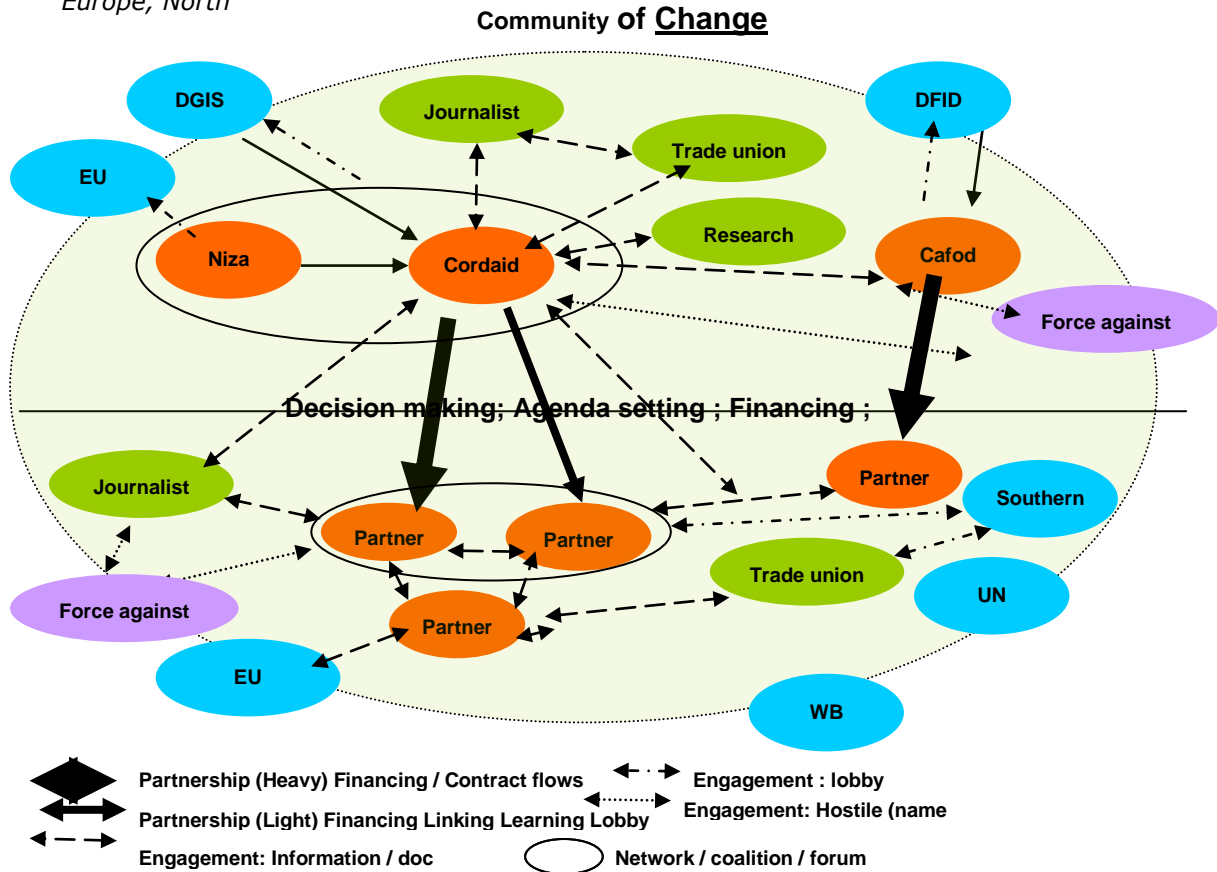 Europe, North
Community of Change
DGIS
DFID
Journalist
Trade union
EU
Research
Niza
Cordaid
Cafod
Force against
Decision making; Agenda setting ; Financing ;
Partner
Journalist
Southern
Partner
Partner
Trade union
UN
Force against
Partner
EU
WB
Partnership (Heavy) Financing / Contract flows
Engagement : lobby
Engagement: Hostile (name
Partnership (Light) Financing Linking Learning Lobby
Engagement: Information / doc
Network / coalition / forum